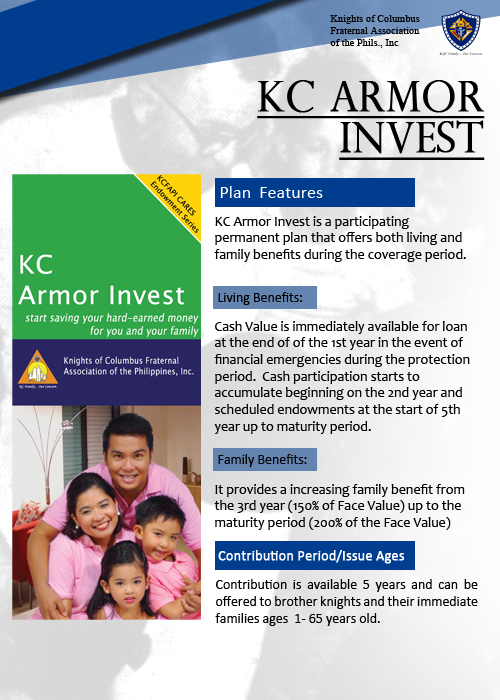 Knights of Columbus
Fraternal Association
of the Phils., Inc
KC ARMOR
INVEST
KCFAPI CARES
Endowment Series
KC
Armor Invest
start saving your hard-earned money
for you and your family
Knights of Columbus Fraternal
Association of the Philippines, Inc.
Plan Features
KC Armor Invest is a participating
permanent plan that offers both living and
family benefits during the coverage period.
Living Benefits:
Cash Value is immediately available for loan
at the end of of the 1st year in the event of
financial emergencies during the protection
period. Cash participation starts to
accumulate beginning on the 2nd year and
scheduled endowments at the start of 5th
year up to maturity period.
Family Benefits:
It provides a increasing family benefit from
the 3rd year (150% of Face Value) up to the
maturity period (200% of the Face Value)
Contribution Period/Issue Ages
Contribution is available 5 years and can be
offered to brother knights and their immediate
families ages 1- 65 years old.